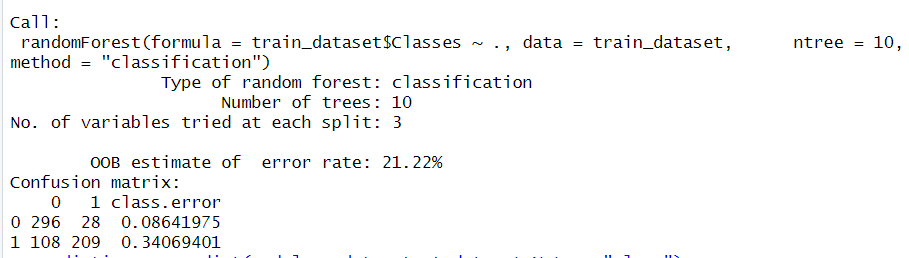 Call:
 randomForest(formula = train_dataset$Classes ~ ., data = train_dataset,      ntree = 10,
method = "classification")
               Type of random forest: classification
                     Number of trees: 10
No. of variables tried at each split: 3

        OOB estimate of  error rate: 21.22%
Confusion matrix:
    0   1 class.error
0 296  28  0.08641975
1 108 209  0.34069401